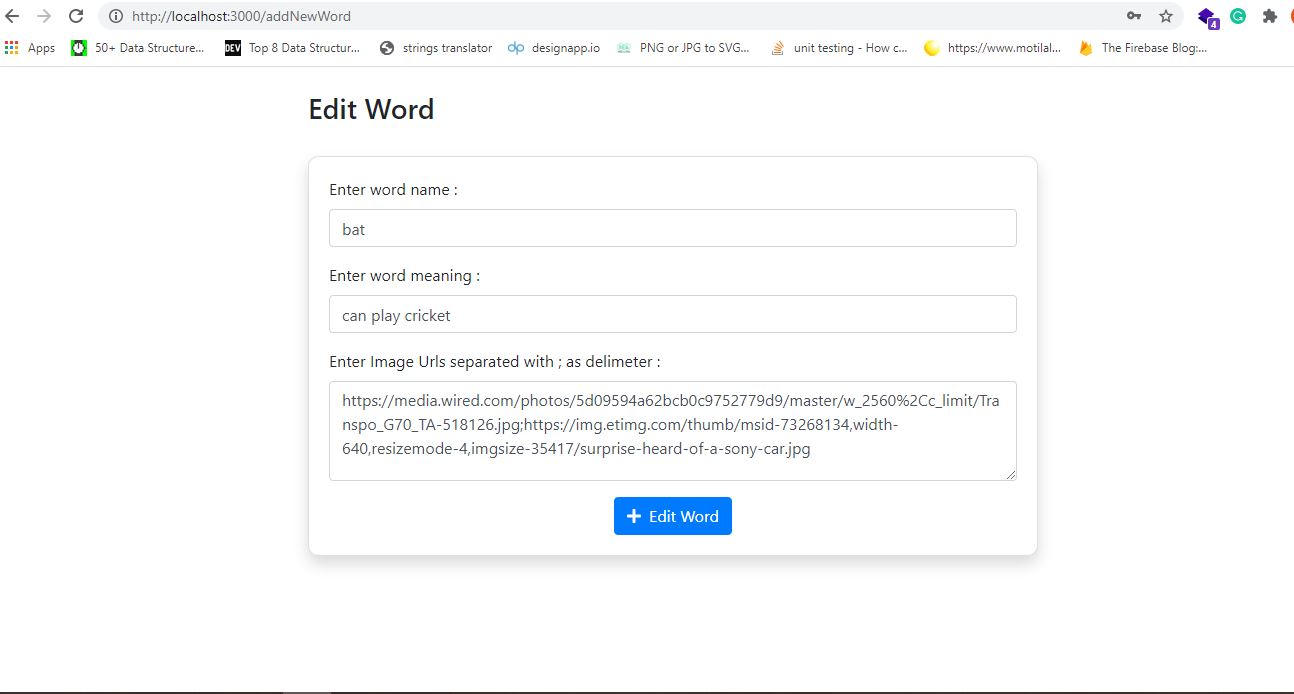 http://localhost:3000/addNewWord
4
Apps 50+ Data Structure... DEV Top 8 Data Structur... strings translator dp designapp.io PNG or JPG to SVG... unit testing - How c... https://www.motilal... The Firebase Blog:...
Edit Word
Enter word name :
bat
Enter word meaning :
can play cricket
Enter Image Urls separated with ; as delimeter :
https://media.wired.com/photos/5d09594a62bcb0c9752779d9/master/w_2560%2Cc_limit/Tra
nspo_G70_TA-518126.jpg;https://img.etimg.com/thumb/msid-73268134,width-
640,resizemode-4,imgsize-35417/surprise-heard-of-a-sony-car.jpg
Edit Word